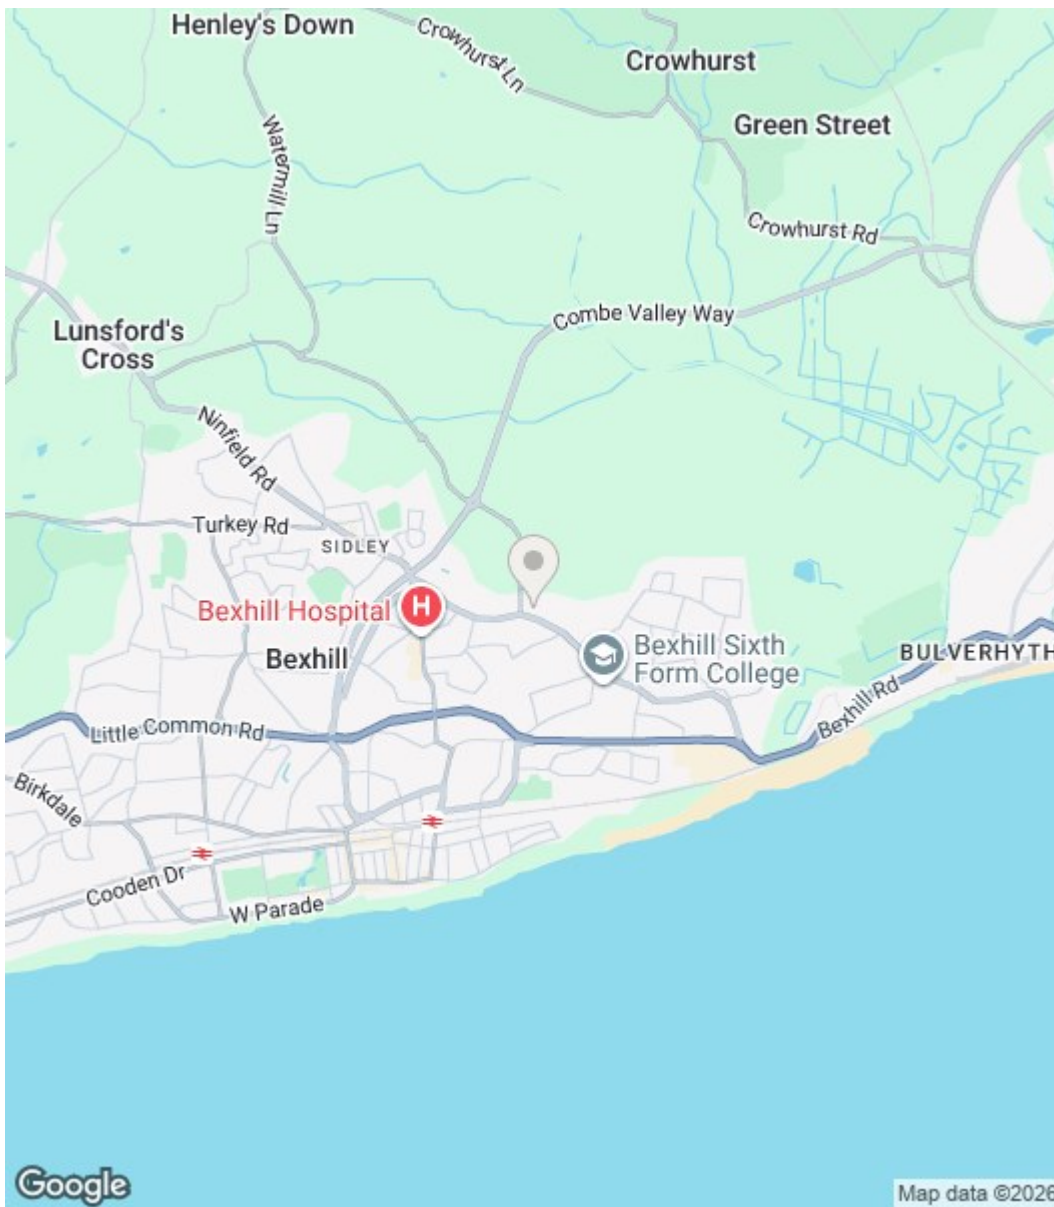 Henley's Down
Crowhurst Ln
Crowhurst
Green Street
Watermill Ln
Crowhurst Rd
Combe Valley Way
Lunsford's
Cross
Ninfield Rd
Turkey Rd
SIDLEY
Bexhill Hospital
H
Bexhill
Bexhill Sixth
Form College
BULVERHYTH
Bexhill Rd
Little Common Rd
Birkdale
Cooden Dr
W Parade
Google
Map data ©2026